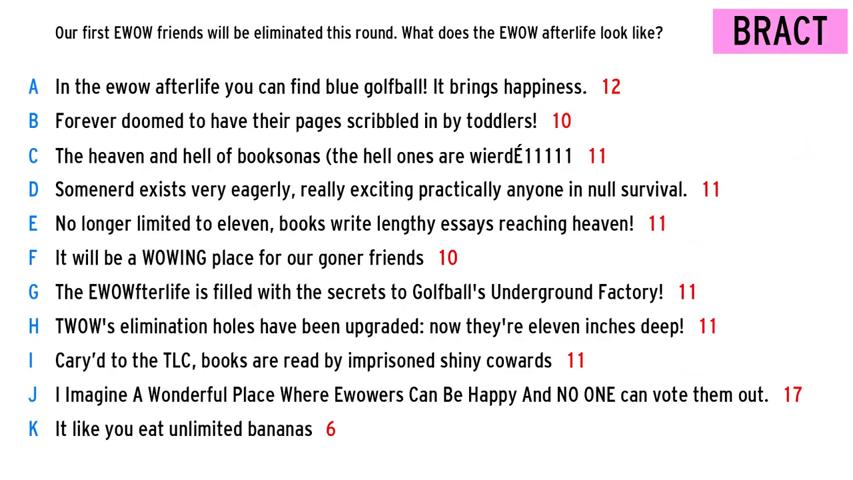 Our first EWOW friends will be eliminated this round. What does the EWOW afterlife look like?
BRACT
A In the ewow afterlife you can find blue golfball! It brings happiness. 12
B Forever doomed to have their pages scribbled in by toddlers! 10
C The heaven and hell of booksonas (the hell ones are wierdÉ11111 11
D Somenerd exists very eagerly, really exciting practically anyone in null survival. 11
E No longer limited to eleven, books write lengthy essays reaching heaven! 11
F It will be a WOWING place for our goner friends 10
G The EWOWfterlife is filled with the secrets to Golfball's Underground Factory! 11
H TWOW's elimination holes have been upgraded: now they're eleven inches deep! 11
I Cary’d to the TLC, books are read by imprisoned shiny cowards 11
J I Imagine A Wonderful Place Where Ewowers Can Be Happy And NO ONE can vote them out. 17
K It like you eat unlimited bananas 6